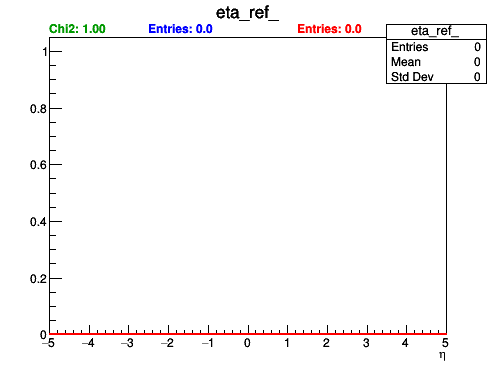 eta_ref_
Chi2: 1.00 Entries: 0.0 Entries: 0.0
eta_ref_
Entries 0
Mean 0
Std Dev 0
1
0.8
0.6
0.4
0.2
0
−5 −4 −3 −2 −1 0 1 2 3 4 5
η